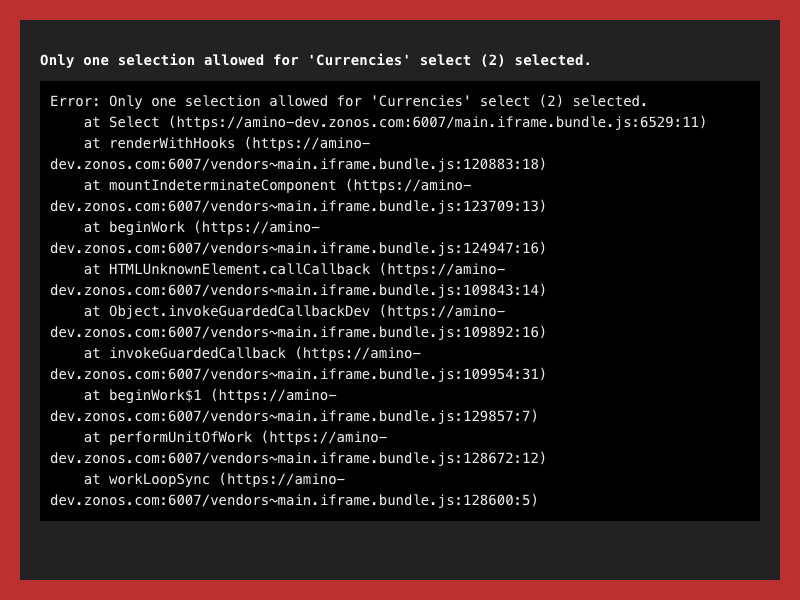 Only one selection allowed for 'Currencies' select (2) selected.
Error: Only one selection allowed for 'Currencies' select (2) selected.
    at Select (https://amino-dev.zonos.com:6007/main.iframe.bundle.js:6529:11)
    at renderWithHooks (https://amino-
dev.zonos.com:6007/vendors~main.iframe.bundle.js:120883:18)
    at mountIndeterminateComponent (https://amino-
dev.zonos.com:6007/vendors~main.iframe.bundle.js:123709:13)
    at beginWork (https://amino-
dev.zonos.com:6007/vendors~main.iframe.bundle.js:124947:16)
    at HTMLUnknownElement.callCallback (https://amino-
dev.zonos.com:6007/vendors~main.iframe.bundle.js:109843:14)
    at Object.invokeGuardedCallbackDev (https://amino-
dev.zonos.com:6007/vendors~main.iframe.bundle.js:109892:16)
    at invokeGuardedCallback (https://amino-
dev.zonos.com:6007/vendors~main.iframe.bundle.js:109954:31)
    at beginWork$1 (https://amino-
dev.zonos.com:6007/vendors~main.iframe.bundle.js:129857:7)
    at performUnitOfWork (https://amino-
dev.zonos.com:6007/vendors~main.iframe.bundle.js:128672:12)
    at workLoopSync (https://amino-
dev.zonos.com:6007/vendors~main.iframe.bundle.js:128600:5)